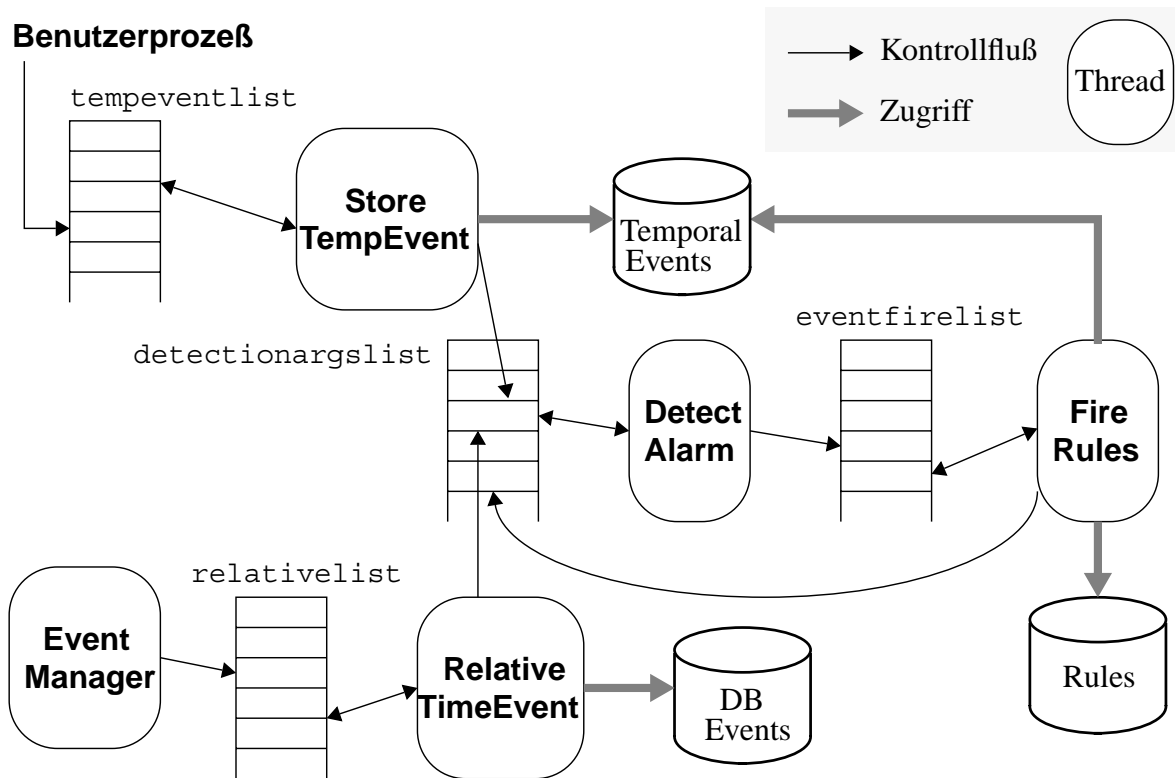 Benutzerprozeß
Kontrollfluß
Zugriff
Thread
tempeventlist
Store
TempEvent
Temporal
Events
eventfirelist
detectionargslist
Detect
Alarm
Fire
Rules
relativelist
Event
Manager
Relative
TimeEvent
DB
Events
Rules